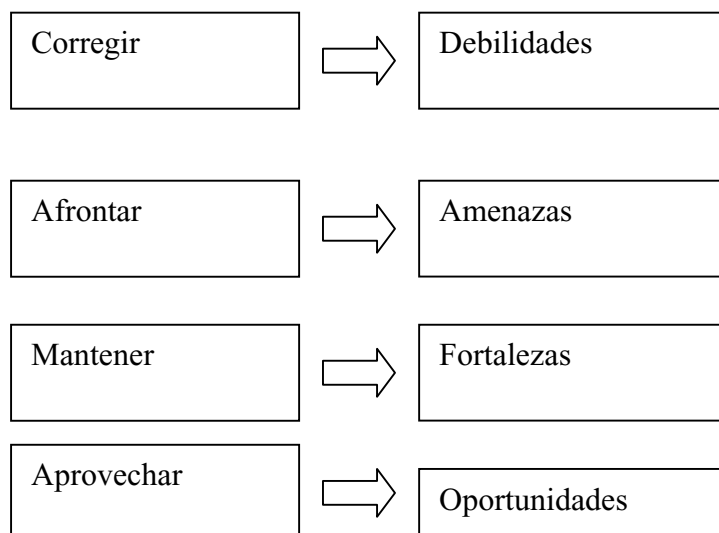 Corregir
Debilidades
Afrontar
Amenazas
Mantener
Fortalezas
Aprovechar
Oportunidades